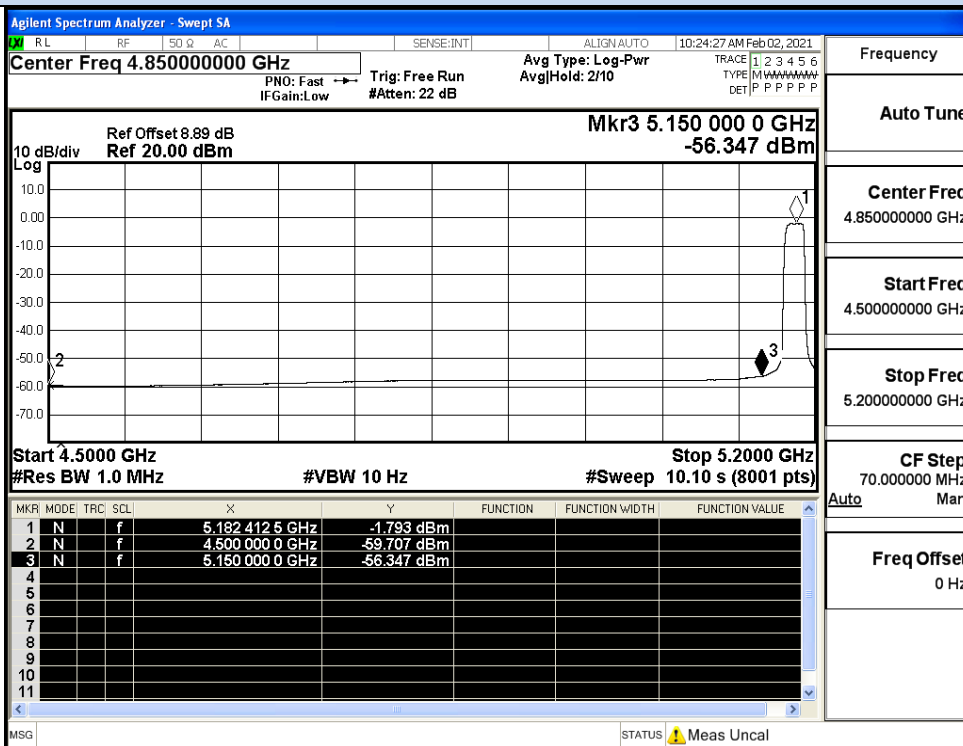 Agilent Spectrum Analyzer - Swept SA
LXI RL RF 50 Ω AC SENSE:INT ALIGN AUTO 10:24:27 AM Feb 02, 2021
Center Freq 4.850000000 GHz
PNO: Fast
IFGain:Low
Trig: Free Run
#Atten: 22 dB
Avg Type: Log-Pwr
Avg|Hold: 2/10
TRACE 1 2 3 4 5 6
TYPE M WWWWW
DET P P P P P P
Mkr3 5.150 000 0 GHz
-56.347 dBm
Ref Offset 8.89 dB
10 dB/div Ref 20.00 dBm
Log
10.0
0.00
-10.0
-20.0
-30.0
-40.0
-50.0
-60.0
-70.0
1
2
3
Start 4.5000 GHz Stop 5.2000 GHz
#Res BW 1.0 MHz #VBW 10 Hz #Sweep 10.10 s (8001 pts)
MKR MODE TRC SCL X Y FUNCTION FUNCTION WIDTH FUNCTION VALUE
1 N f 5.182 412 5 GHz -1.793 dBm
2 N f 4.500 000 0 GHz -59.707 dBm
3 N f 5.150 000 0 GHz -56.347 dBm
4
5
6
7
8
9
10
11
MSG STATUS Meas Uncal
Frequency
Auto Tune
Center Freq
4.850000000 GHz
Start Freq
4.500000000 GHz
Stop Freq
5.200000000 GHz
CF Step
70.000000 MHz
Auto Man
Freq Offset
0 Hz